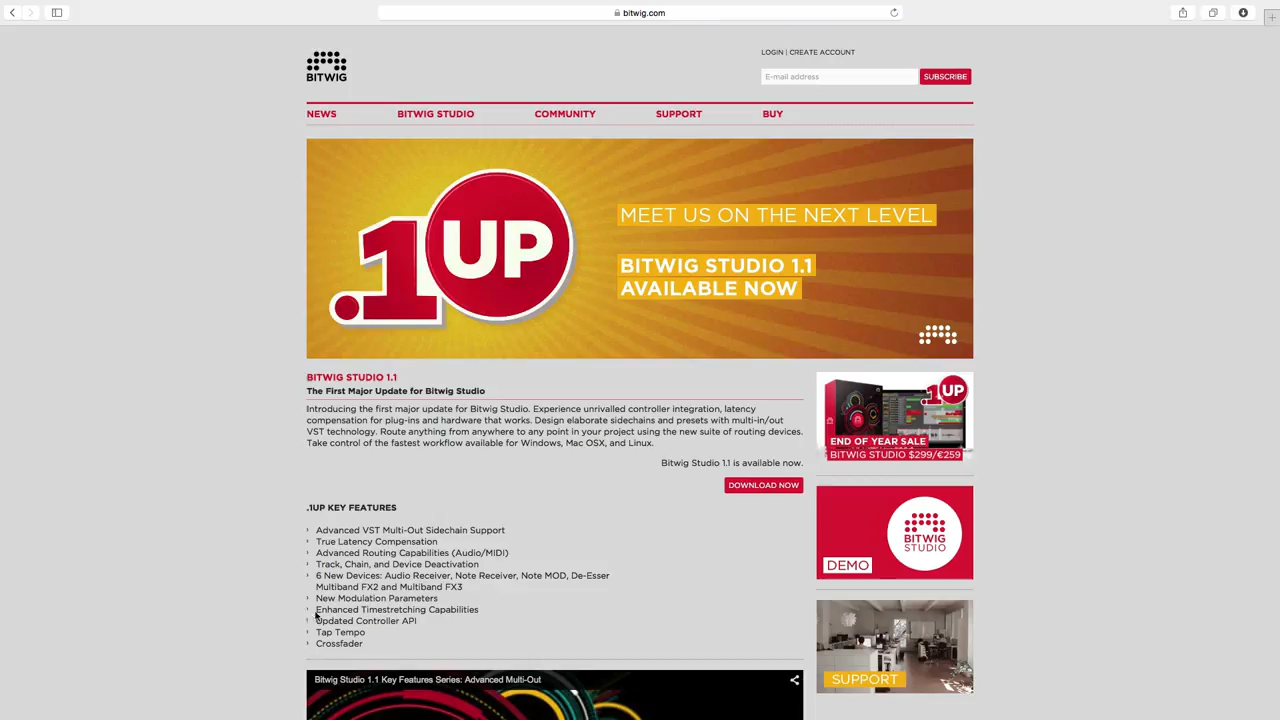 bitwig.com
LOGIN | CREATE ACCOUNT
BITWIG
E-mail address
SUBSCRIBE
NEWS
BITWIG STUDIO
COMMUNITY
SUPPORT
BUY
.1UP
MEET US ON THE NEXT LEVEL
BITWIG STUDIO 1.1
AVAILABLE NOW
BITWIG STUDIO 1.1
The First Major Update for Bitwig Studio
Introducing the first major update for Bitwig Studio. Experience unrivalled controller integration, latency
compensation for plug-ins and hardware that works. Design elaborate sidechains and presets with multi-in/out
VST technology. Route anything from anywhere to any point in your project using the new suite of routing devices.
Take control of the fastest workflow available for Windows, Mac OSX, and Linux.
Bitwig Studio 1.1 is available now.
DOWNLOAD NOW
.1UP KEY FEATURES
Advanced VST Multi-Out Sidechain Support
True Latency Compensation
Advanced Routing Capabilities (Audio/MIDI)
Track, Chain, and Device Deactivation
6 New Devices: Audio Receiver, Note Receiver, Note MOD, De-Esser
Multiband FX2 and Multiband FX3
New Modulation Parameters
Enhanced Timestretching Capabilities
Updated Controller API
Tap Tempo
Crossfader
Bitwig Studio 1.1 Key Features Series: Advanced Multi-Out
.1UP
END OF YEAR SALE
BITWIG STUDIO $299/€259
BITWIG
STUDIO
DEMO
SUPPORT